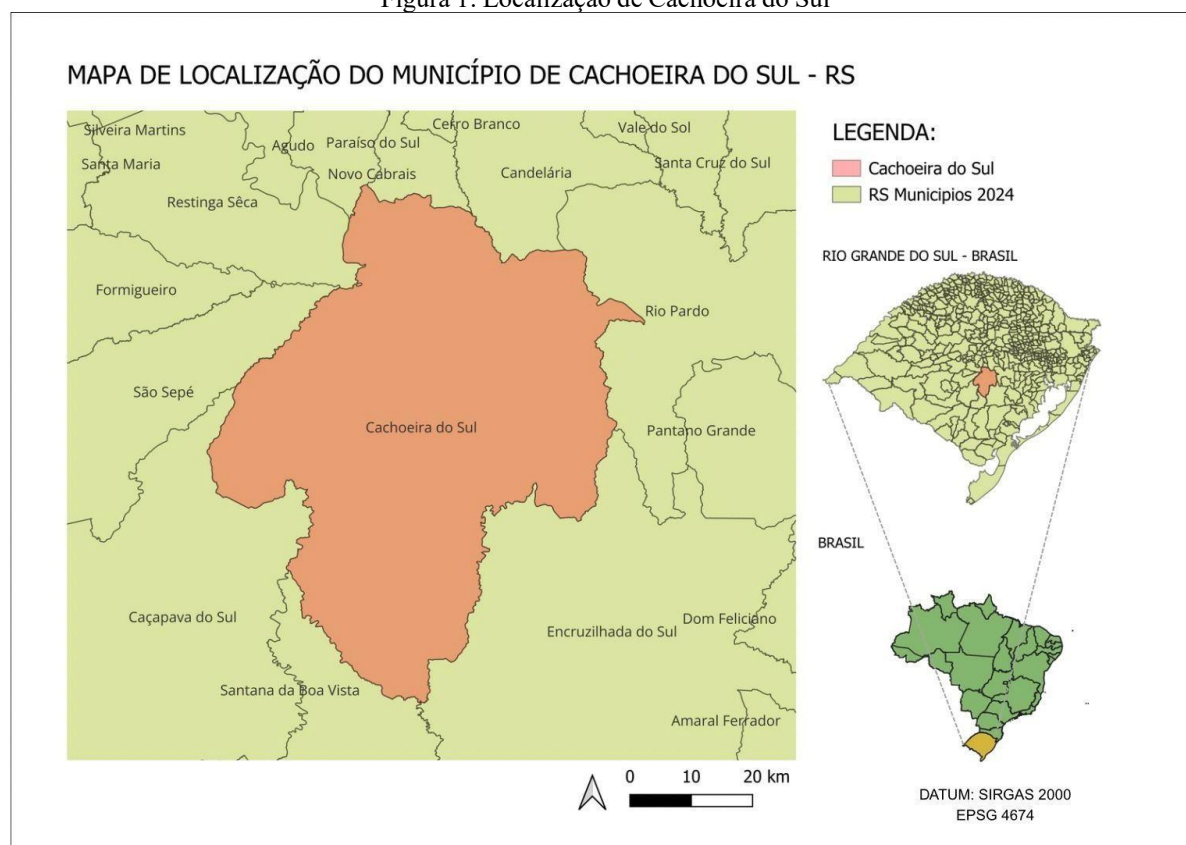 Figura 1: Localização de Cachoeira do Sul
MAPA DE LOCALIZAÇÃO DO MUNICÍPIO DE CACHOEIRA DO SUL - RS
Silveira Martins
Cerro Branco
Vale do Sol
Agudo
Paraíso do Sul
Santa Maria
Santa Cruz do Sul
Novo Cabrais
Candelária
Restinga Sêca
Formigueiro
Rio Pardo
São Sepé
Cachoeira do Sul
Pantano Grande
Caçapava do Sul
Encruzilhada do Sul
Dom Feliciano
Santana da Boa Vista
Amaral Ferrador
0 10 20 km
LEGENDA:
Cachoeira do Sul
RS Municipios 2024
RIO GRANDE DO SUL - BRASIL
BRASIL
DATUM: SIRGAS 2000
EPSG 4674